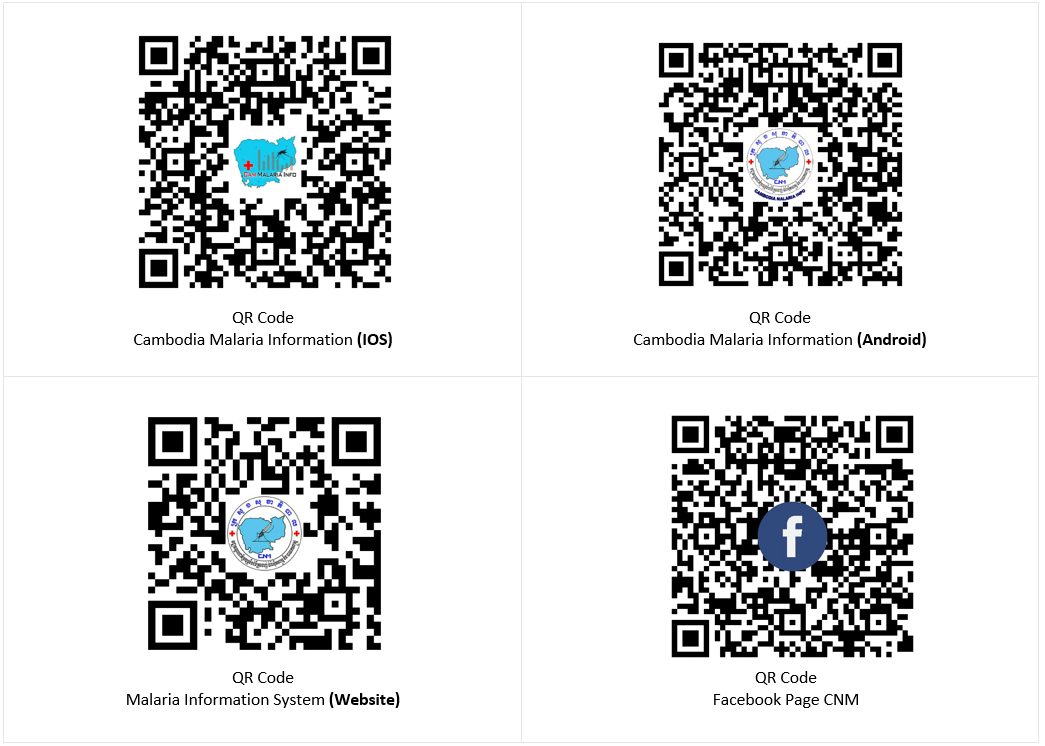 CAM MALARIA INFO
QR Code
Cambodia Malaria Information (IOS)
CNM
CAMBODIA MALARIA INFO
QR Code
Cambodia Malaria Information (Android)
CNM
QR Code
Malaria Information System (Website)
f
QR Code
Facebook Page CNM